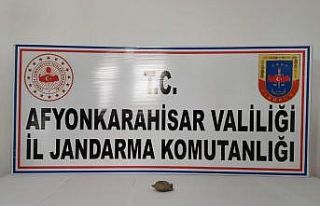 T.C.
AFYONKARAHİSAR VALİLİĞİ
İL JANDARMA KOMUTANLIĞI